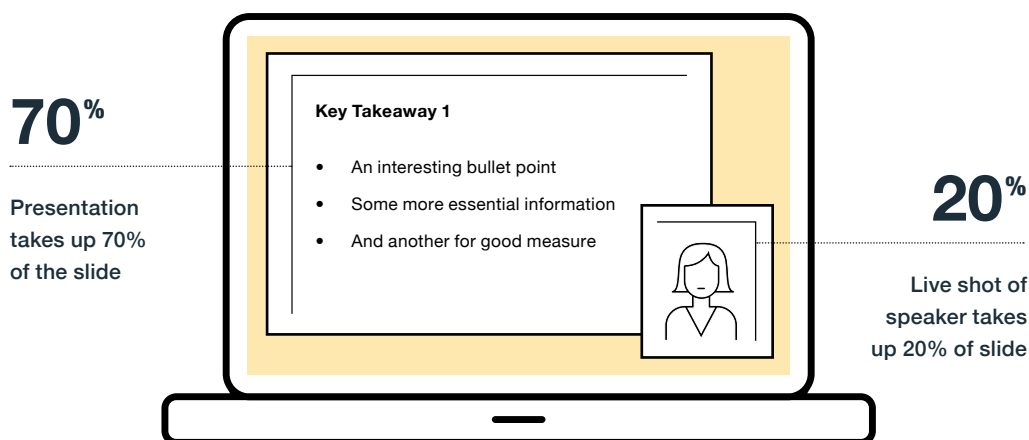 70%
Presentation
takes up 70%
of the slide
Key Takeaway 1
• An interesting bullet point
• Some more essential information
• And another for good measure
20%
Live shot of
speaker takes
up 20% of slide